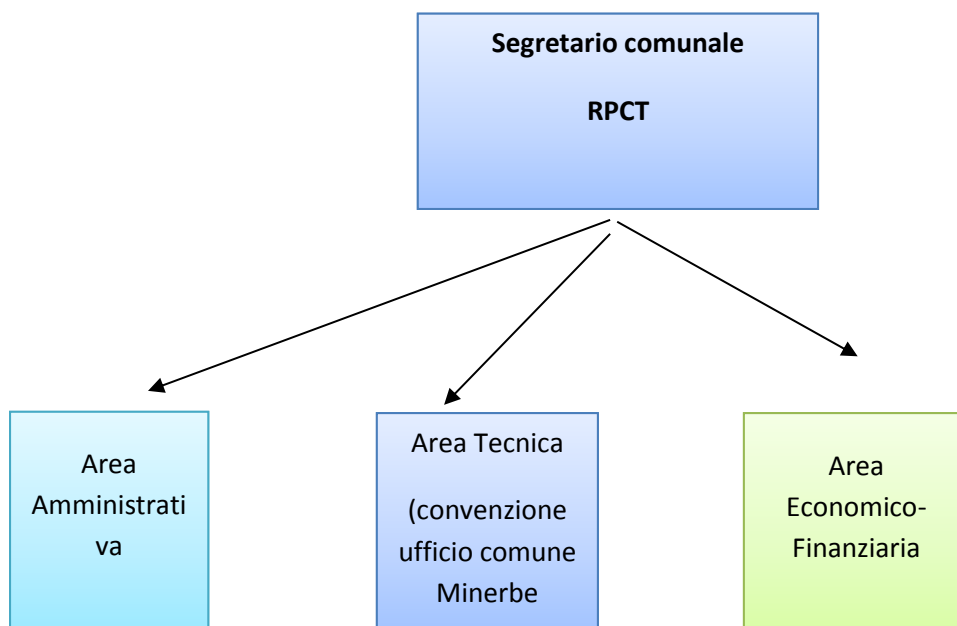 Segretario comunale
RPCT
Area
Amministrati
va
Area Tecnica
(convenzione
ufficio comune
Minerbe
Area
Economico-
Finanziaria